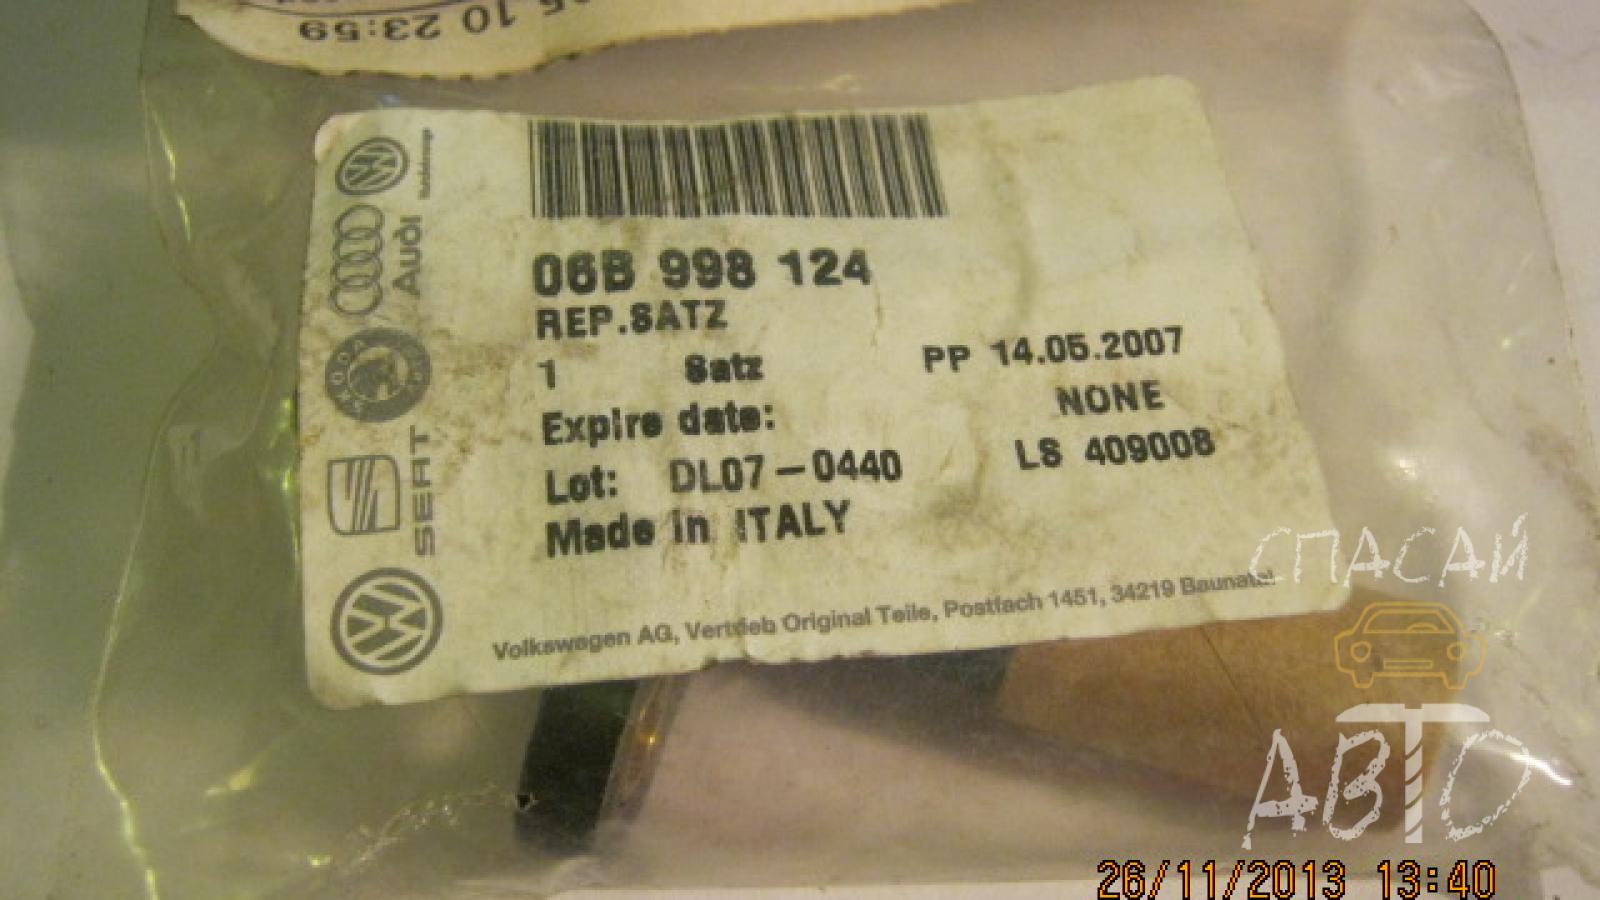 10 23:59
06B 998 124
REP.SATZ
1 Satz PP 14.05.2007
Expire date: NONE
Lot: DL07-0440 LS 409008
Made in ITALY
Volkswagen AG, Vertrieb Original Teile, Postfach 1451, 34219 Baunatal
Audi
SKODA
SEAT
СПАСАЙ
АВТО
26/11/2013 13:40